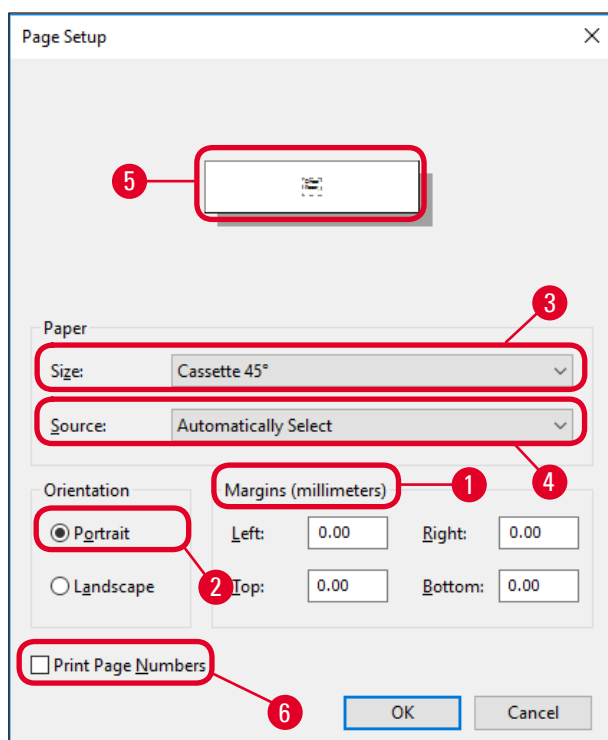 Page Setup
5
3
Paper
Size: Cassette 45°
Source: Automatically Select
4
Orientation
Margins (millimeters)
1
Portrait
Left: 0.00 Right: 0.00
2
Landscape
Top: 0.00 Bottom: 0.00
Print Page Numbers
6
OK Cancel